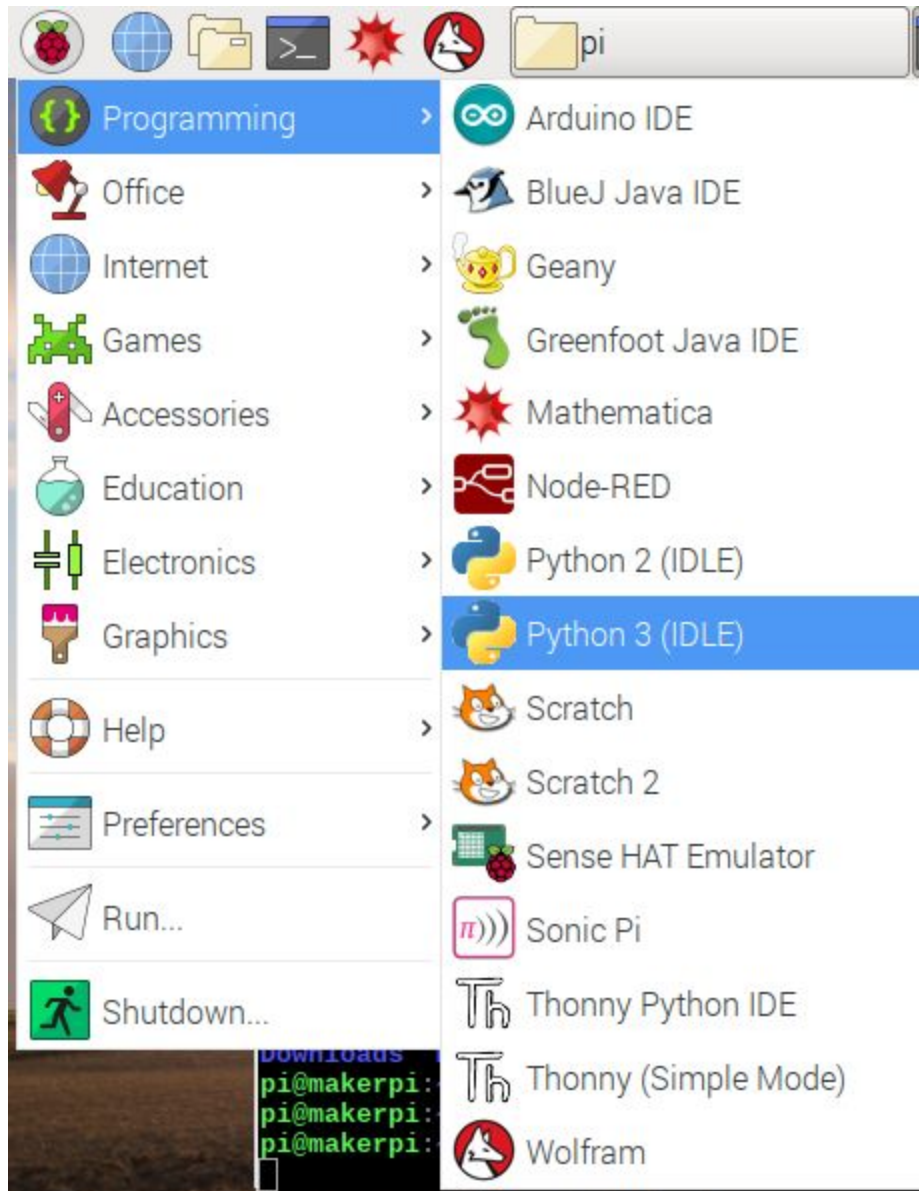 pi
Programming
Office
Internet
Games
Accessories
Education
Electronics
Graphics
Help
Preferences
Run...
Shutdown...
Arduino IDE
BlueJ Java IDE
Geany
Greenfoot Java IDE
Mathematica
Node-RED
Python 2 (IDLE)
Python 3 (IDLE)
Scratch
Scratch 2
Sense HAT Emulator
π))) Sonic Pi
Th Thonny Python IDE
Th Thonny (Simple Mode)
Wolfram
Downloads
pi@makerpi:
pi@makerpi:
pi@makerpi: